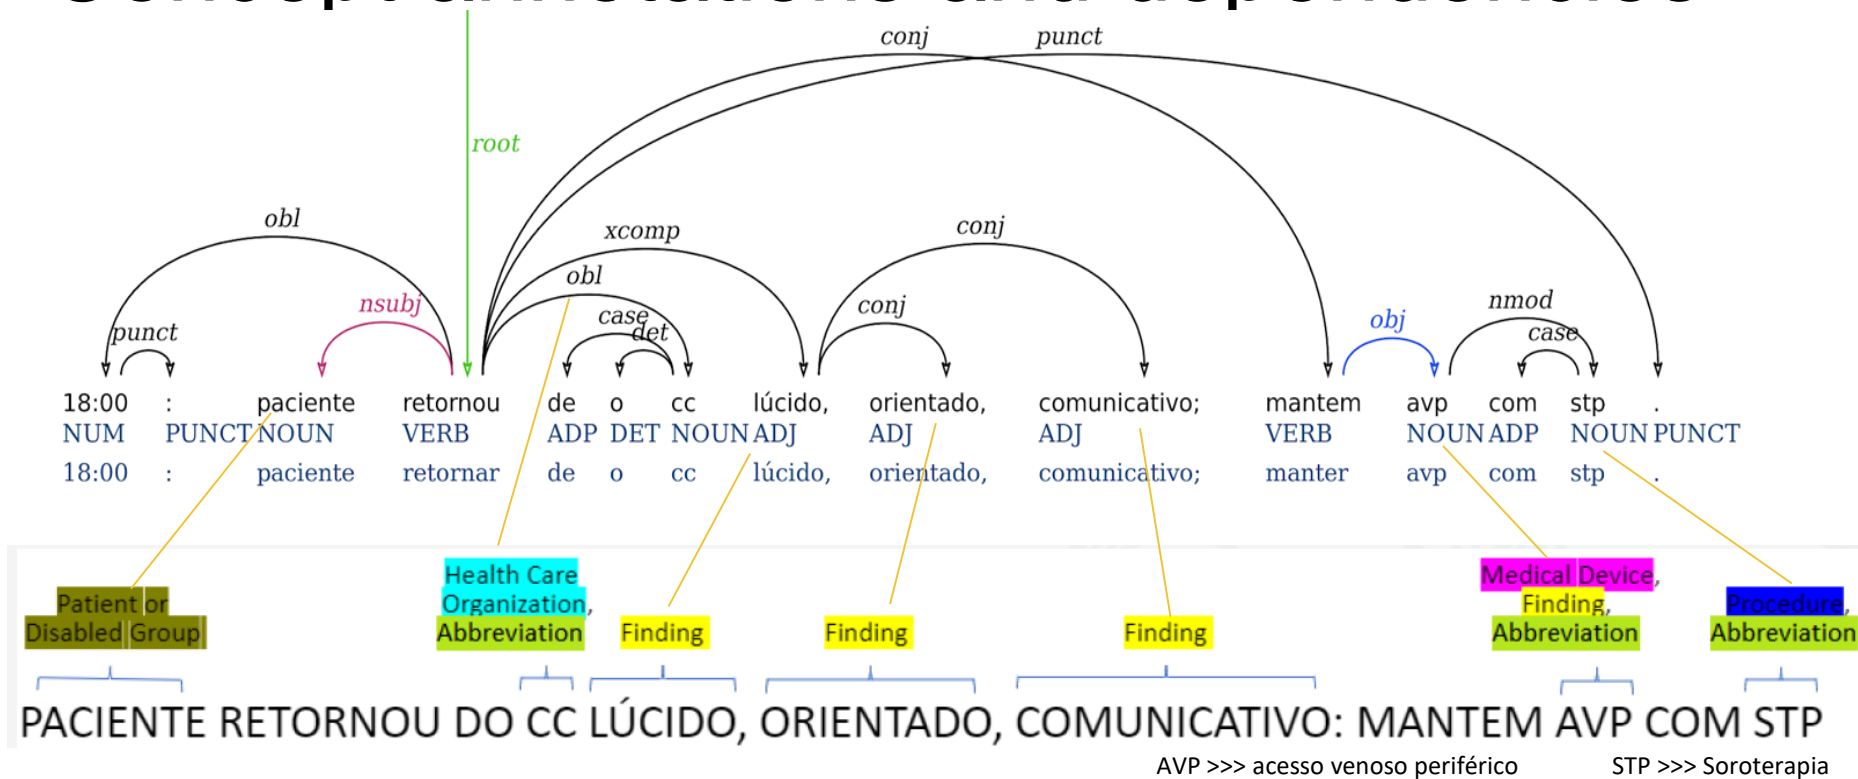 Concept annotations and dependencies
conj punct
root
obl xcomp conj
obl
nsubj conj nmod
punct case det obj case
18:00 : paciente retornou de o cc lúcido, orientado, comunicativo; mantem avp com stp .
NUM PUNCT NOUN VERB ADP DET NOUN ADJ ADJ ADJ VERB NOUN ADP NOUN PUNCT
18:00 : paciente retornar de o cc lúcido, orientado, comunicativo; manter avp com stp .
Health Care Medical Device,
Patient or Organization, Finding, Procedure,
Disabled Group Abbreviation Finding Finding Finding Abbreviation Abbreviation
PACIENTE RETORNOU DO CC LÚCIDO, ORIENTADO, COMUNICATIVO: MANTEM AVP COM STP
AVP >>> acesso venoso periférico STP >>> Soroterapia